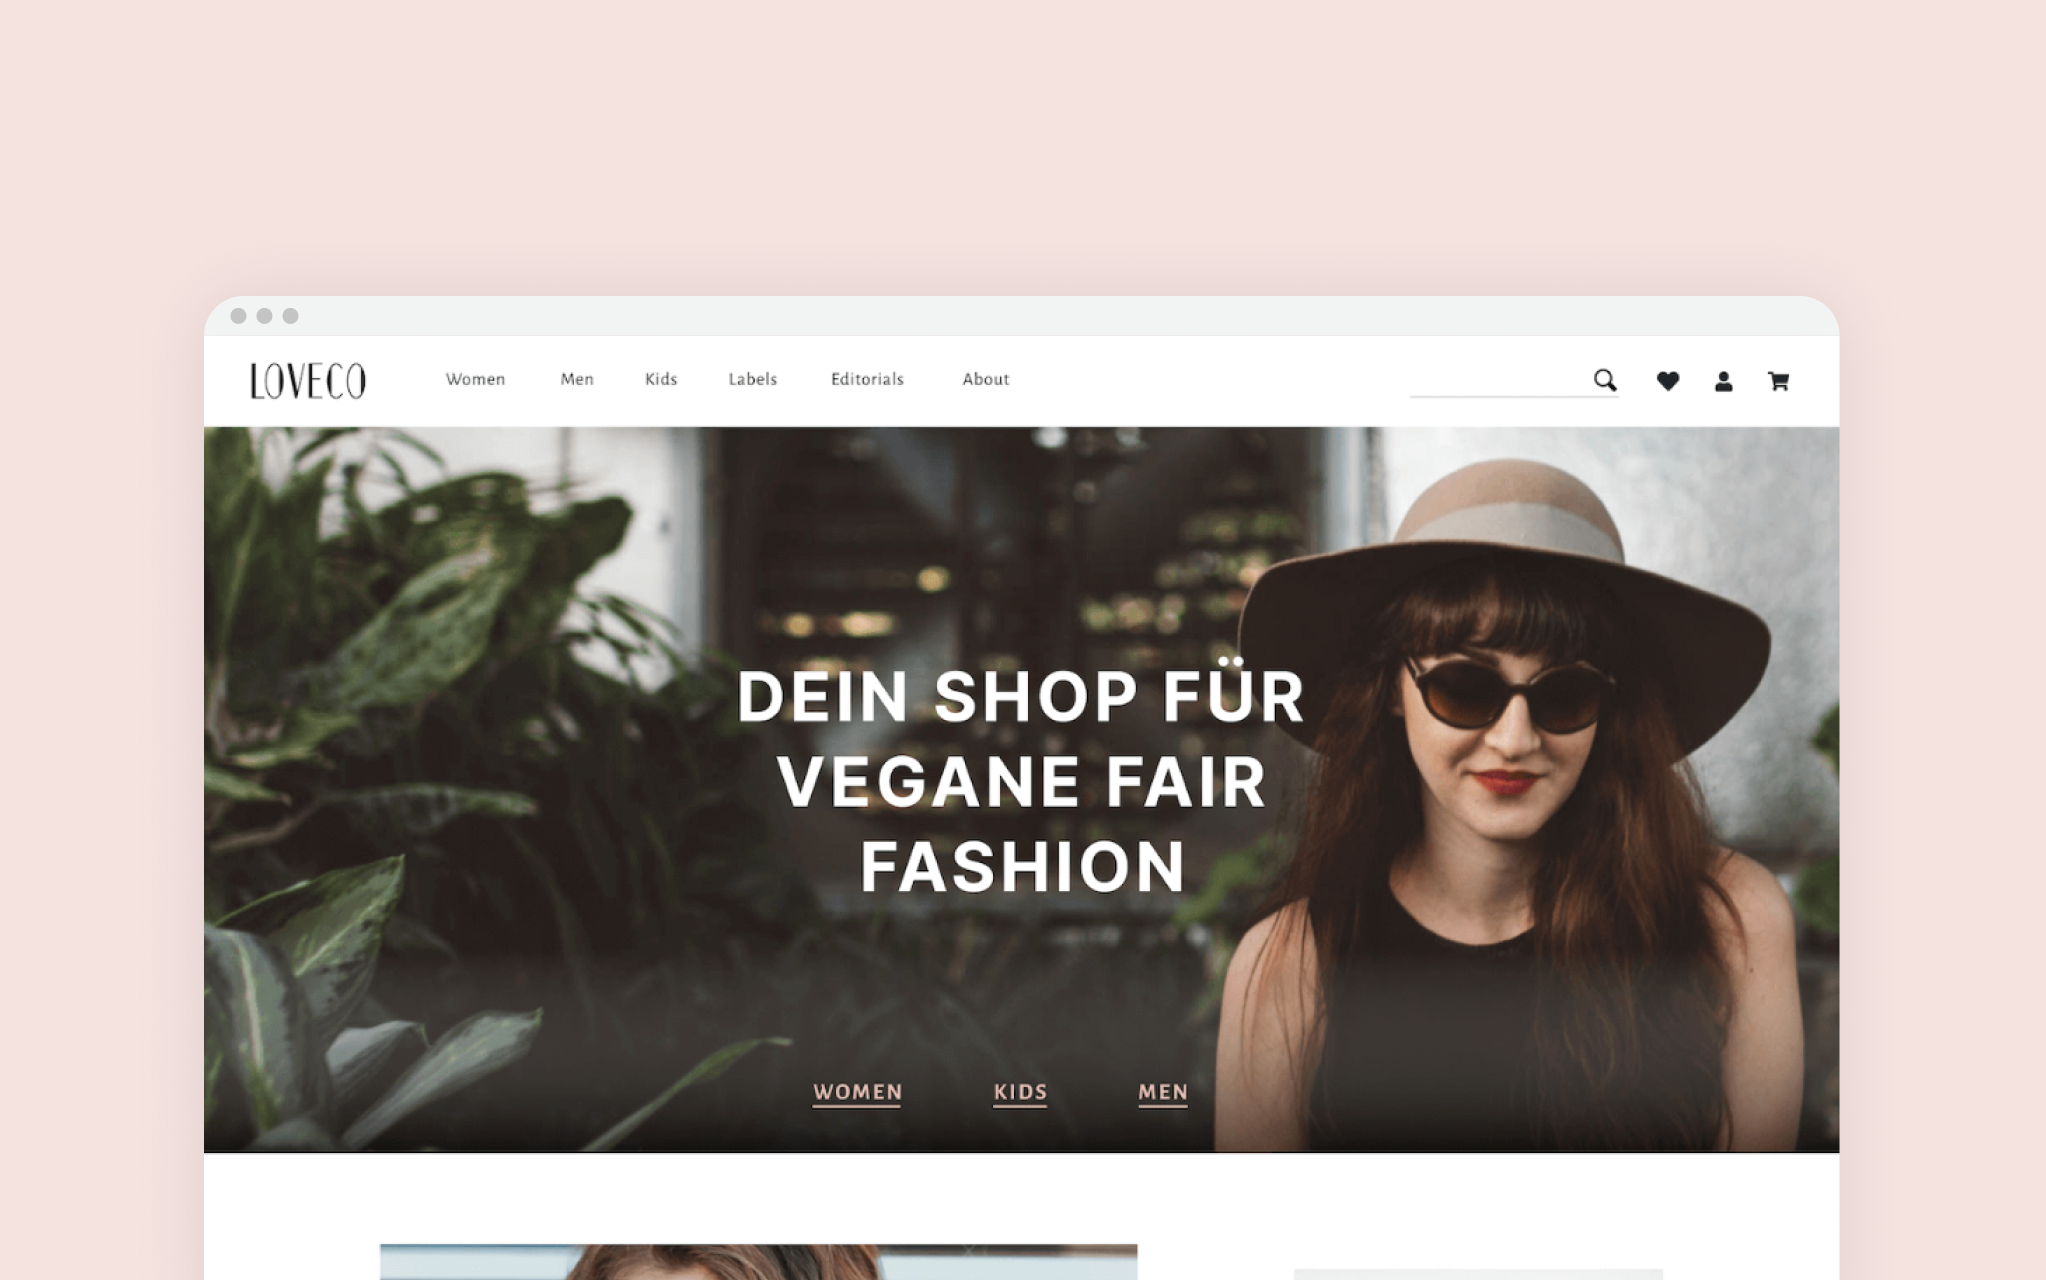 LOVECO
Women Men Kids Labels Editorials About
DEIN SHOP FÜR
VEGANE FAIR
FASHION
WOMEN KIDS MEN